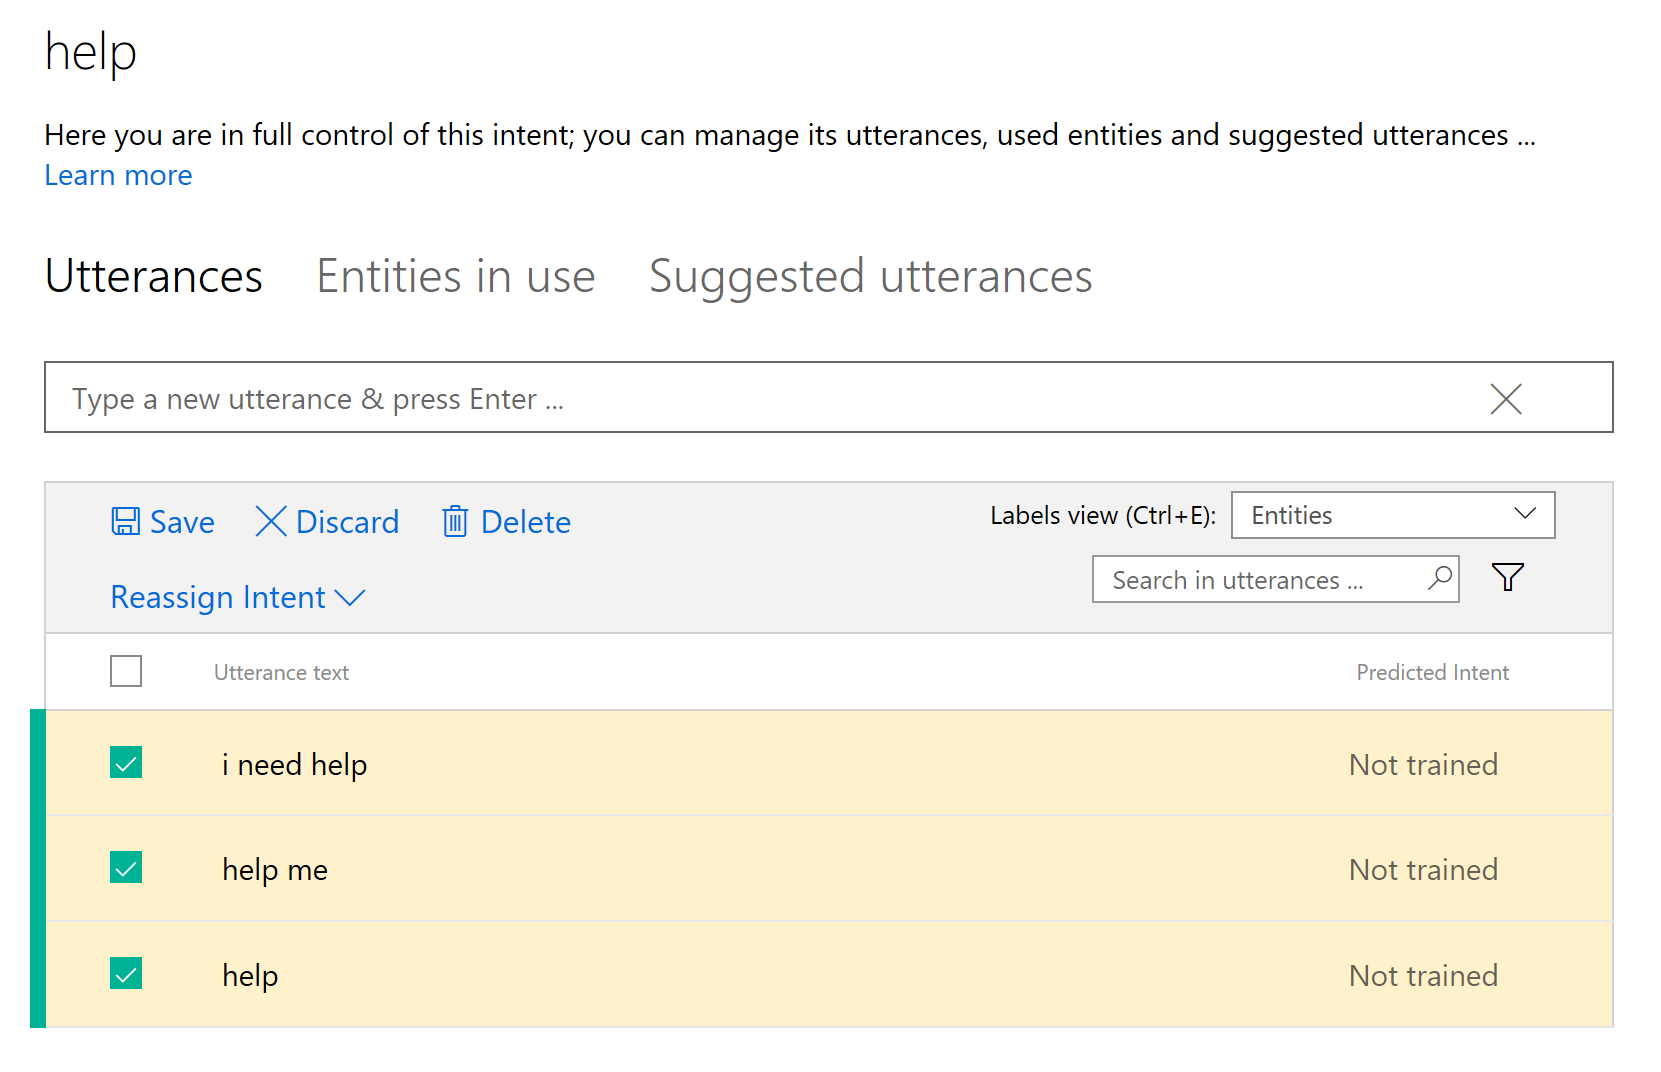 help
Here you are in full control of this intent; you can manage its utterances, used entities and suggested utterances ...
Learn more
Utterances Entities in use Suggested utterances
Type a new utterance & press Enter ...
Save Discard Delete Labels view (Ctrl+E): Entities
Reassign Intent Search in utterances ...
Utterance text Predicted Intent
i need help Not trained
help me Not trained
help Not trained